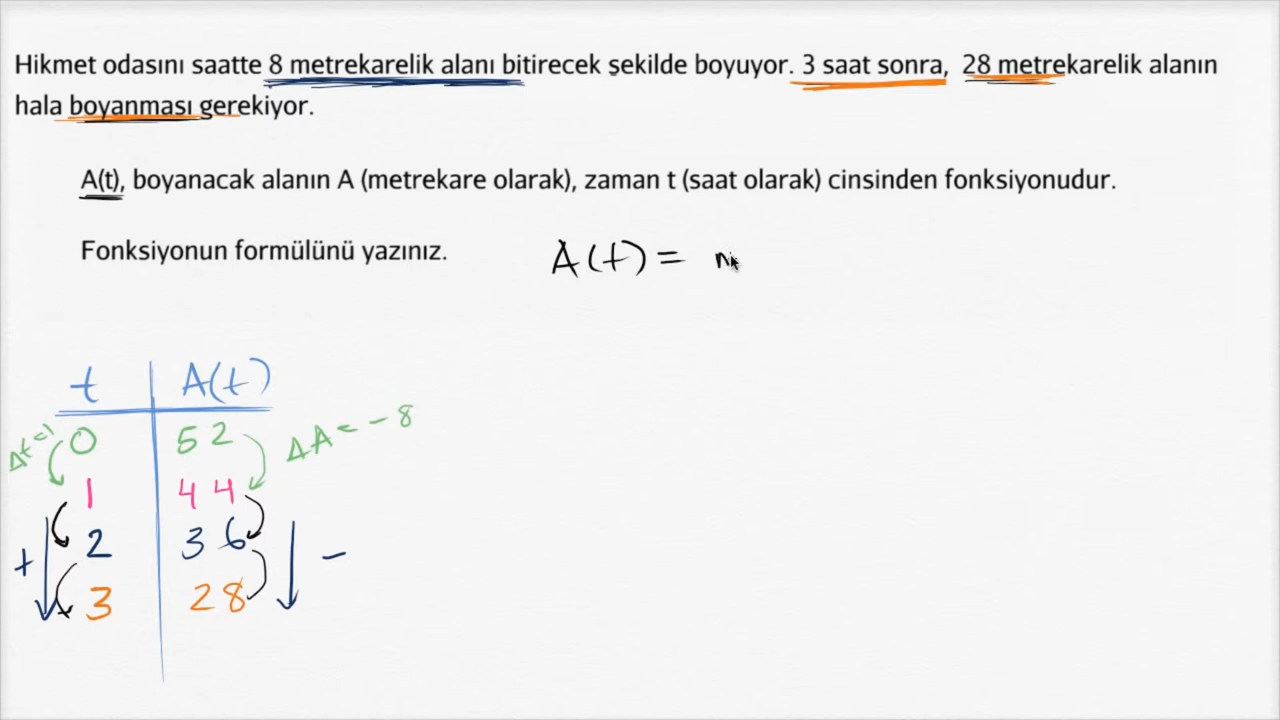 Hikmet odasını saatte 8 metrekarelik alanı bitirecek şekilde boyuyor. 3 saat sonra, 28 metrekarelik alanın
hala boyanması gerekiyor.
A(t), boyanacak alanın A (metrekare olarak), zaman t (saat olarak) cinsinden fonksiyonudur.
Fonksiyonun formülünü yazınız. A(t) = m
t A(t)
Δt=1 0 52 ΔA = -8
1 44
2 36
+ -
3 28